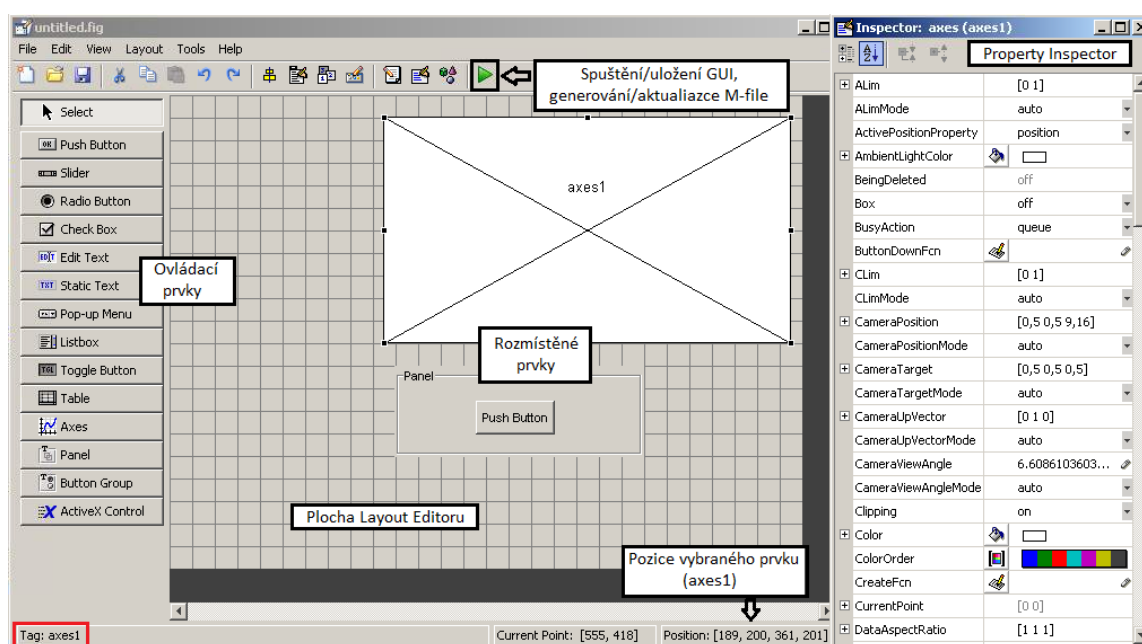 untitled.fig
File Edit View Layout Tools Help
Spuštění/uložení GUI,
generování/aktualiazce M-file
Select
Push Button
Slider
Radio Button
Check Box
Edit Text
Static Text
Pop-up Menu
Listbox
Toggle Button
Table
Axes
Panel
Button Group
ActiveX Control
Ovládací
prvky
axes1
Rozmístěné
prvky
Panel
Push Button
Plocha Layout Editoru
Pozice vybraného prvku
(axes1)
Tag: axes1
Current Point: [555, 418]
Position: [189, 200, 361, 201]
Inspector: axes (axes1)
Property Inspector
ALim [0 1]
ALimMode auto
ActivePositionProperty position
AmbientLightColor
BeingDeleted off
Box off
BusyAction queue
ButtonDownFcn
CLim [0 1]
CLimMode auto
CameraPosition [0,5 0,5 9,16]
CameraPositionMode auto
CameraTarget [0,5 0,5 0,5]
CameraTargetMode auto
CameraUpVector [0 1 0]
CameraUpVectorMode auto
CameraViewAngle 6.6086103603...
CameraViewAngleMode auto
Clipping on
Color
ColorOrder
CreateFcn
CurrentPoint [0 0]
DataAspectRatio [1 1 1]